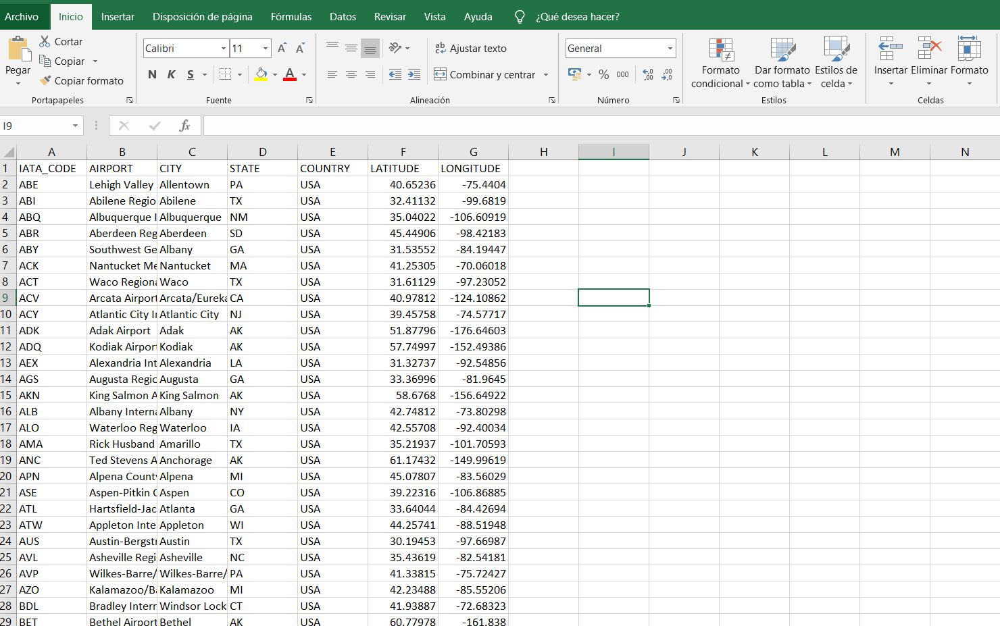 Archivo Inicio Insertar Disposición de página Fórmulas Datos Revisar Vista Ayuda ¿Qué desea hacer?
Pegar
Cortar
Copiar
Copiar formato
Portapapeles
Calibri 11 A A
N K S A
Fuente
ab c Ajustar texto
Combinar y centrar
Alineación
General
% 000 ,0 ,00 ,00 ,0
Número
Formato condicional
Dar formato como tabla
Estilos de celda
Estilos
Insertar Eliminar Formato
Celdas
I9 fx
A B C D E F G H I J K L M N
1 IATA_CODE AIRPORT CITY STATE COUNTRY LATITUDE LONGITUDE
2 ABE Lehigh Valley Allentown PA USA 40.65236 -75.4404
3 ABI Abilene Regio Abilene TX USA 32.41132 -99.6819
4 ABQ Albuquerque I Albuquerque NM USA 35.04022 -106.60919
5 ABR Aberdeen Reg Aberdeen SD USA 45.44906 -98.42183
6 ABY Southwest Ge Albany GA USA 31.53552 -84.19447
7 ACK Nantucket Me Nantucket MA USA 41.25305 -70.06018
8 ACT Waco Regiona Waco TX USA 31.61129 -97.23052
9 ACV Arcata Airport Arcata/Eureka CA USA 40.97812 -124.10862
10 ACY Atlantic City I Atlantic City NJ USA 39.45758 -74.57717
11 ADK Adak Airport Adak AK USA 51.87796 -176.64603
12 ADQ Kodiak Airport Kodiak AK USA 57.74997 -152.49386
13 AEX Alexandria Int Alexandria LA USA 31.32737 -92.54856
14 AGS Augusta Regio Augusta GA USA 33.36996 -81.9645
15 AKN King Salmon A King Salmon AK USA 58.6768 -156.64922
16 ALB Albany Interna Albany NY USA 42.74812 -73.80298
17 ALO Waterloo Reg Waterloo IA USA 42.55708 -92.40034
18 AMA Rick Husband Amarillo TX USA 35.21937 -101.70593
19 ANC Ted Stevens A Anchorage AK USA 61.17432 -149.99619
20 APN Alpena County Alpena MI USA 45.07807 -83.56029
21 ASE Aspen-Pitkin C Aspen CO USA 39.22316 -106.86885
22 ATL Hartsfield-Jac Atlanta GA USA 33.64044 -84.42694
23 ATW Appleton Inte Appleton WI USA 44.25741 -88.51948
24 AUS Austin-Bergstr Austin TX USA 30.19453 -97.66987
25 AVL Asheville Regi Asheville NC USA 35.43619 -82.54181
26 AVP Wilkes-Barre/ Wilkes-Barre/ PA USA 41.33815 -75.72427
27 AZO Kalamazoo/Ba Kalamazoo MI USA 42.23488 -85.55206
28 BDL Bradley Intern Windsor Lock CT USA 41.93887 -72.68323
29 BET Bethel Airport Bethel AK USA 60.77978 -161.838